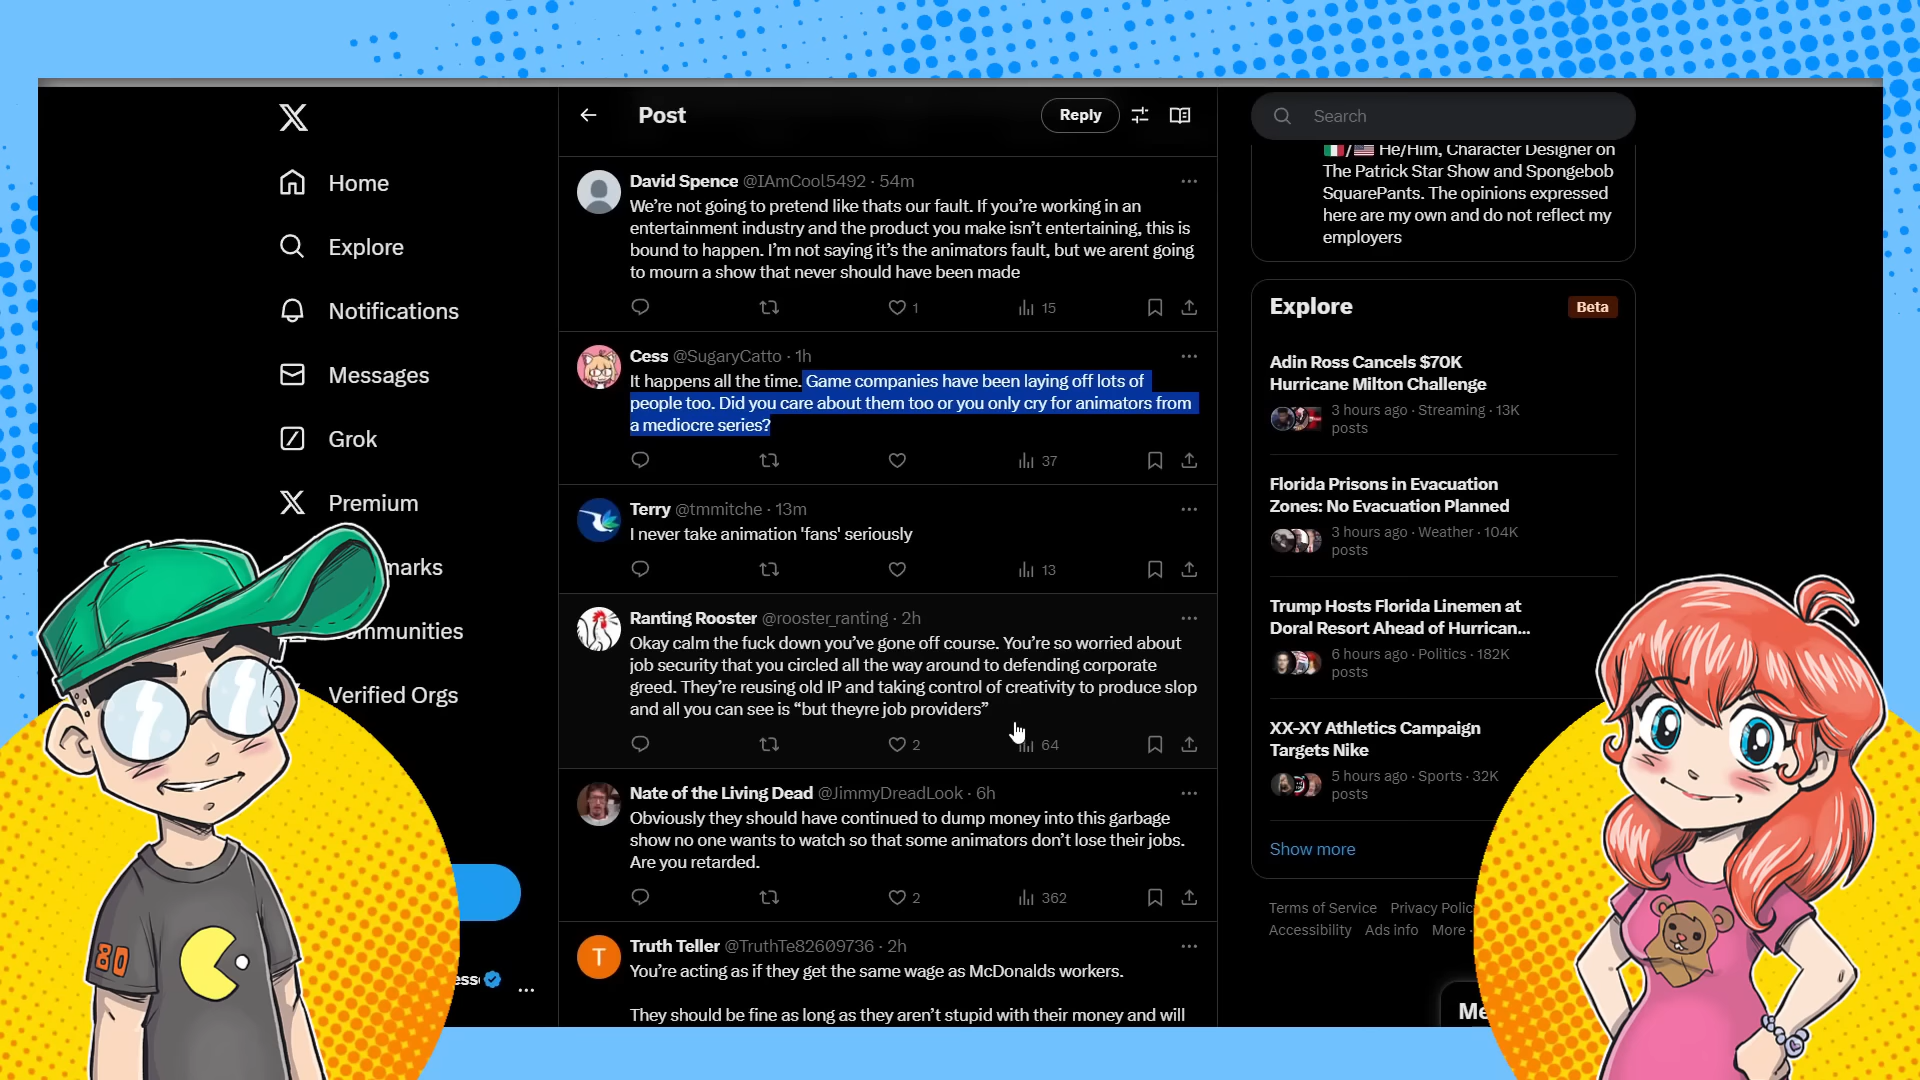 Home
Explore
Notifications
Messages
Grok
Premium
marks
ommunities
Verified Orgs
ess
80
Post
Reply
David Spence @IAmCool5492 · 54m
We’re not going to pretend like thats our fault. If you’re working in an
entertainment industry and the product you make isn’t entertaining, this is
bound to happen. I’m not saying it’s the animators fault, but we arent going
to mourn a show that never should have been made
1
15
Cess @SugaryCatto · 1h
It happens all the time. Game companies have been laying off lots of
people too. Did you care about them too or you only cry for animators from
a mediocre series?
37
Terry @tmmitche · 13m
I never take animation 'fans' seriously
13
Ranting Rooster @rooster_ranting · 2h
Okay calm the fuck down you’ve gone off course. You’re so worried about
job security that you circled all the way around to defending corporate
greed. They’re reusing old IP and taking control of creativity to produce slop
and all you can see is “but theyre job providers”
2
64
Nate of the Living Dead @JimmyDreadLook · 6h
Obviously they should have continued to dump money into this garbage
show no one wants to watch so that some animators don’t lose their jobs.
Are you retarded.
2
362
T
Truth Teller @TruthTe82609736 · 2h
You’re acting as if they get the same wage as McDonalds workers.
They should be fine as long as they aren’t stupid with their money and will
Search
🇮🇹/🇺🇸 He/Him, Character Designer on
The Patrick Star Show and Spongebob
SquarePants. The opinions expressed
here are my own and do not reflect my
employers
Explore
Beta
Adin Ross Cancels $70K
Hurricane Milton Challenge
3 hours ago · Streaming · 13K
posts
Florida Prisons in Evacuation
Zones: No Evacuation Planned
3 hours ago · Weather · 104K
posts
Trump Hosts Florida Linemen at
Doral Resort Ahead of Hurrican...
6 hours ago · Politics · 182K
posts
XX-XY Athletics Campaign
Targets Nike
5 hours ago · Sports · 32K
posts
Show more
Terms of Service Privacy Polic
Accessibility Ads info More ·
Me